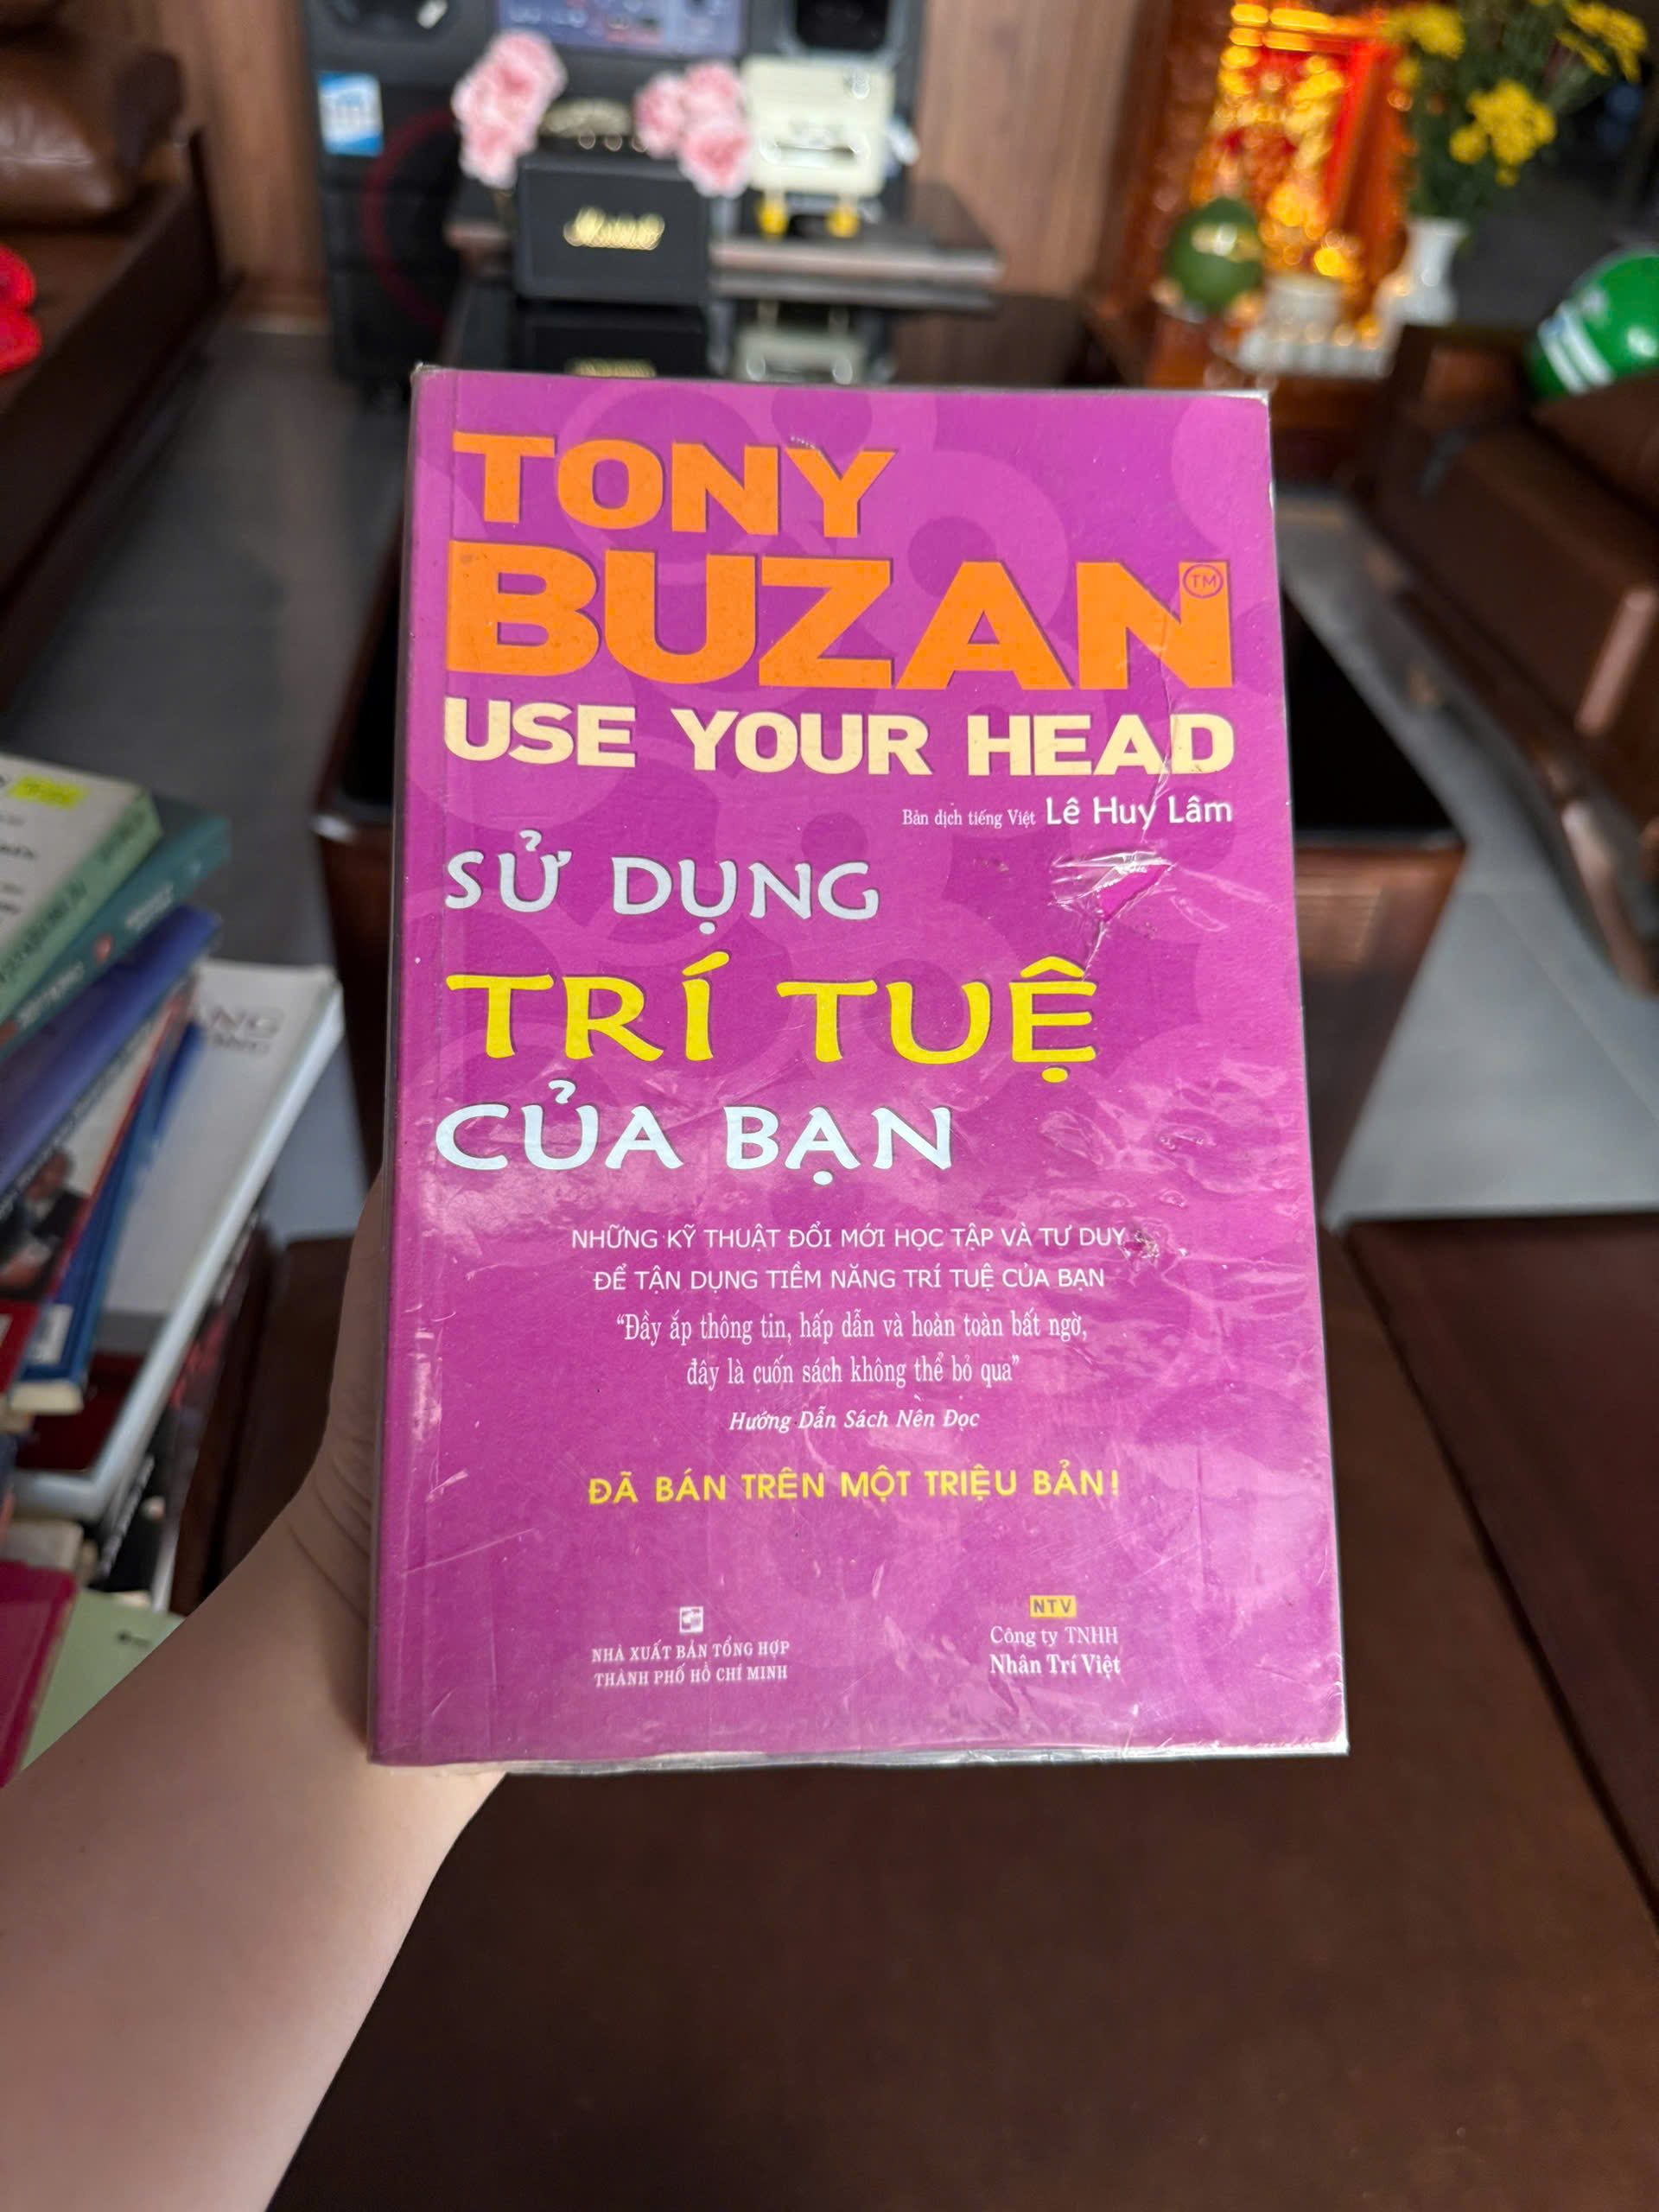 Marshall
TONY
BUZAN™
USE YOUR HEAD
Bản dịch tiếng Việt Lê Huy Lâm
SỬ DỤNG
TRÍ TUỆ
CỦA BẠN
NHỮNG KỸ THUẬT ĐỔI MỚI HỌC TẬP VÀ TƯ DUY
ĐỂ TẬN DỤNG TIỀM NĂNG TRÍ TUỆ CỦA BẠN
“Đầy ắp thông tin, hấp dẫn và hoàn toàn bất ngờ,
đây là cuốn sách không thể bỏ qua”
Hướng Dẫn Sách Nên Đọc
ĐÃ BÁN TRÊN MỘT TRIỆU BẢN!
NHÀ XUẤT BẢN TỔNG HỢP
THÀNH PHỐ HỒ CHÍ MINH
NTV
Công ty TNHH
Nhân Trí Việt